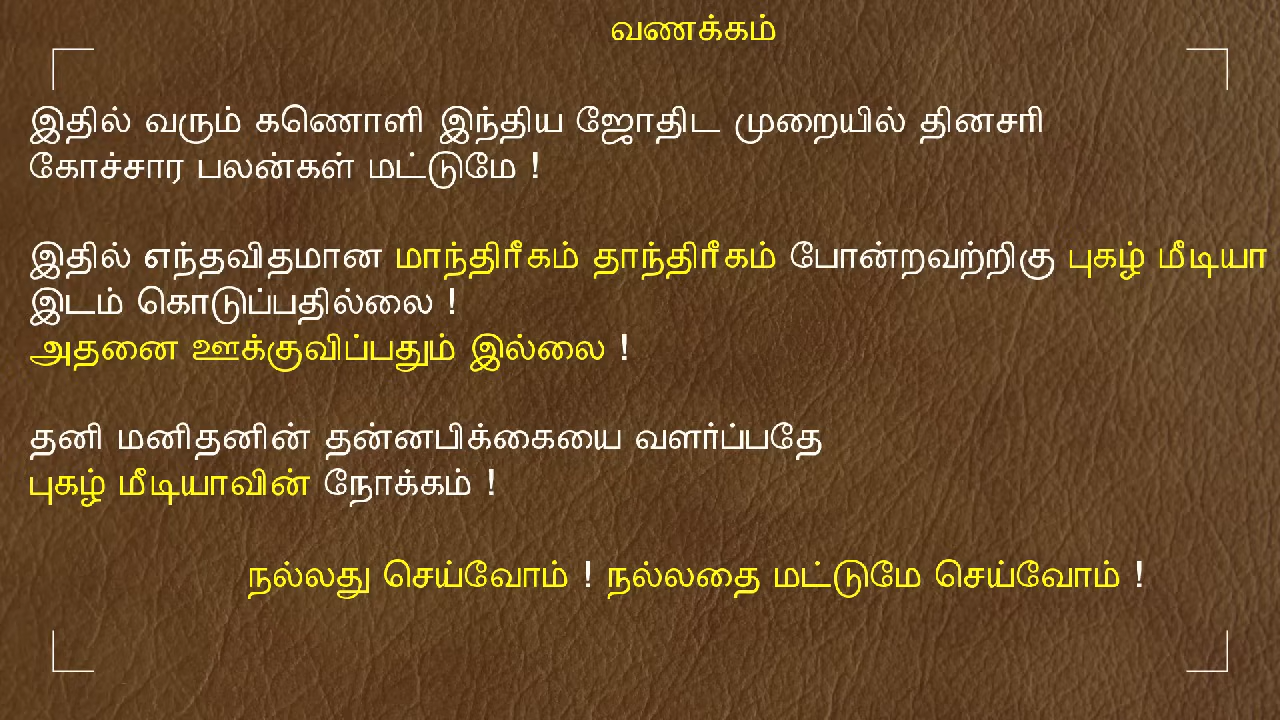 வணக்கம்
இதில் வரும் கணொளி இந்திய ஜோதிட முறையில் தினசரி
கோச்சார பலன்கள் மட்டுமே !
இதில் எந்தவிதமான மாந்திரீகம் தாந்திரீகம் போன்றவற்றிகு புகழ் மீடியா
இடம் கொடுப்பதில்லை !
அதனை ஊக்குவிப்பதும் இல்லை !
தனி மனிதனின் தன்னபிக்கையை வளர்ப்பதே
புகழ் மீடியாவின் நோக்கம் !
நல்லது செய்வோம் ! நல்லதை மட்டுமே செய்வோம் !